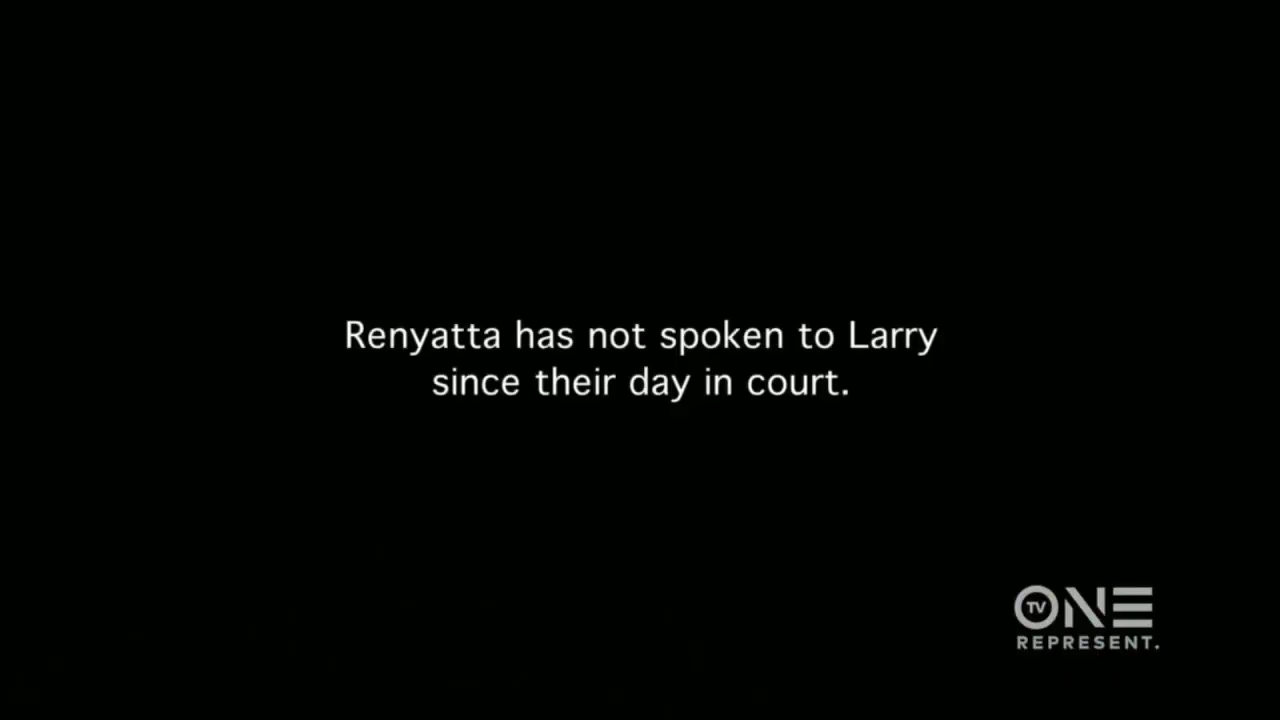 Renyatta has not spoken to Larry
since their day in court.
TV ONE
REPRESENT.